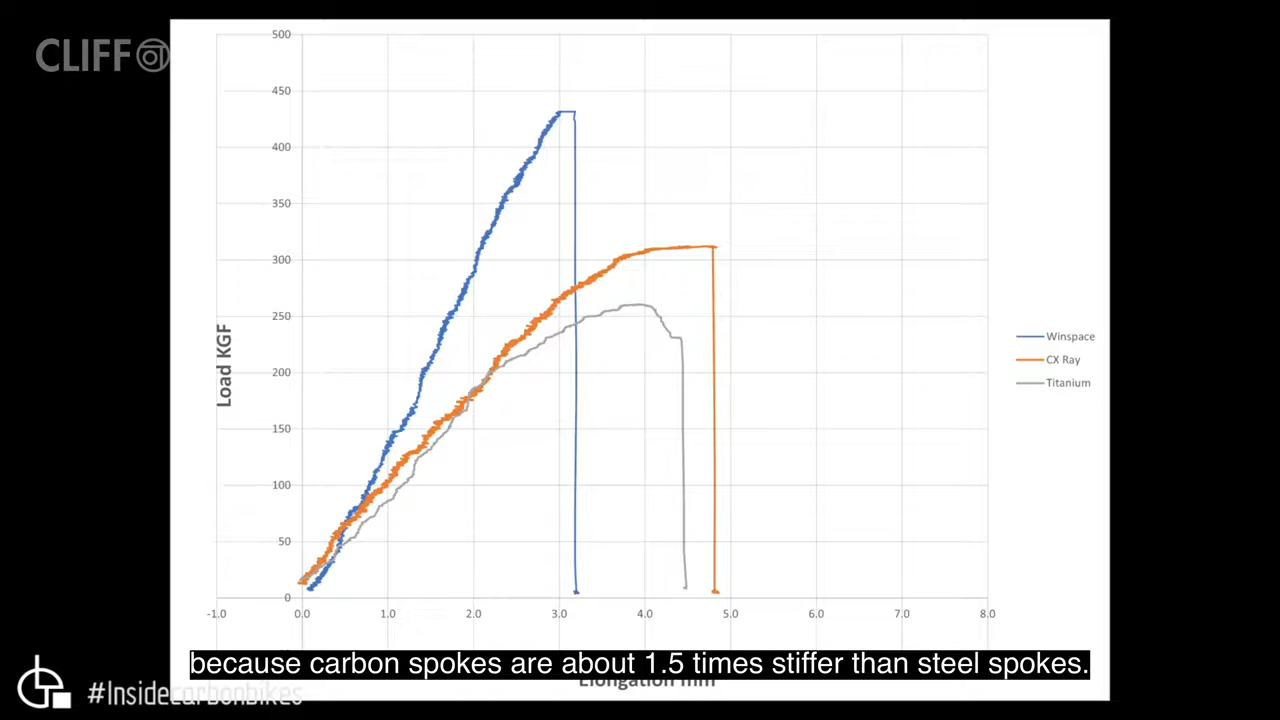 CLIFF
500
450
400
350
300
250
200
150
100
50
0
Load KGF
-1.0 0.0 1.0 2.0 3.0 4.0 5.0 6.0 7.0 8.0
Winspace
CX Ray
Titanium
because carbon spokes are about 1.5 times stiffer than steel spokes.
Elongation mm
#Insidecarbonbikes